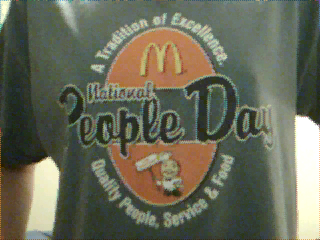 A Tradition of Excellence
M
National
People Day
Quality People, Service & Food